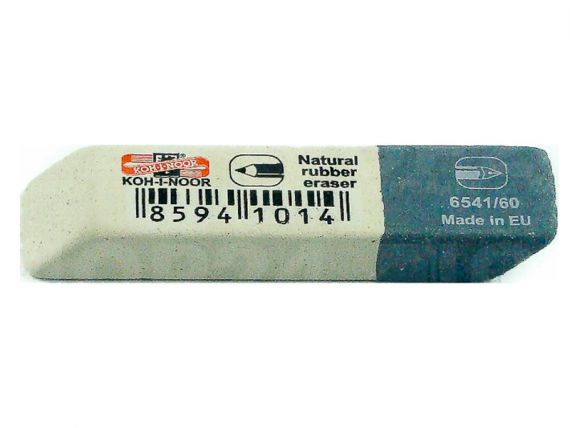 KOH-I-NOOR
®
KOH-I-NOOR
Natural
rubber
eraser
8594 1014
6541/60
Made in EU